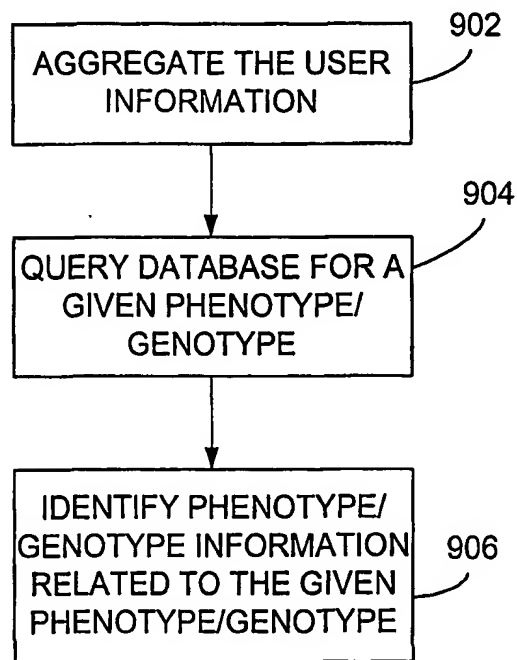 902
AGGREGATE THE USER
INFORMATION
904
QUERY DATABASE FOR A
GIVEN PHENOTYPE/
GENOTYPE
IDENTIFY PHENOTYPE/
GENOTYPE INFORMATION
RELATED TO THE GIVEN
PHENOTYPE/GENOTYPE
906